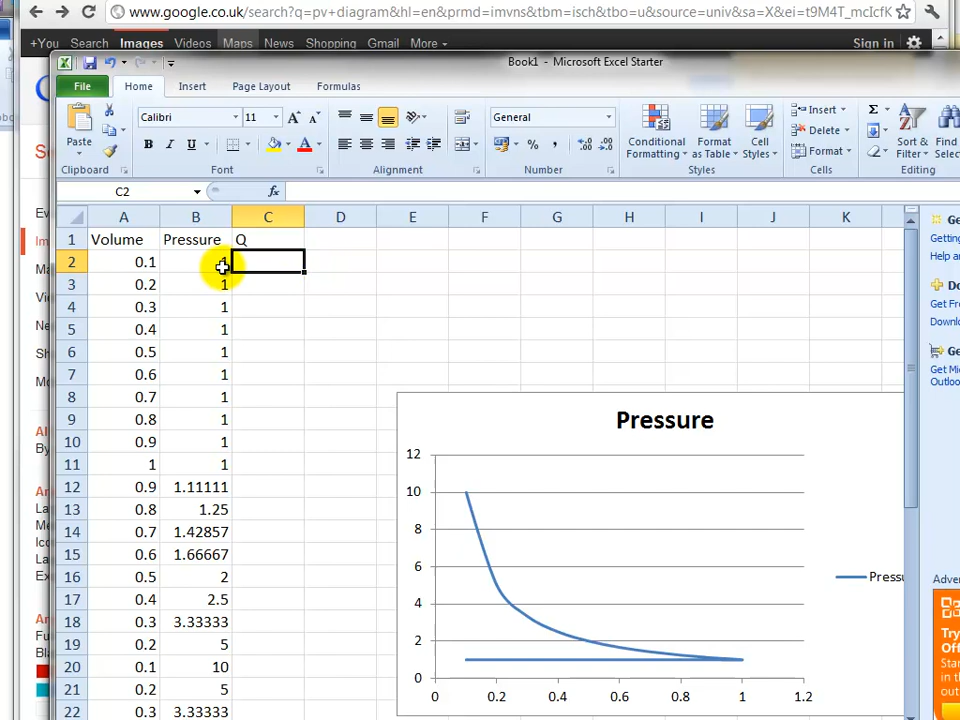 www.google.co.uk/search?q=pv+diagram&hl=en&prmd=imvns&tbm=isch&tbo=u&source=univ&sa=X&ei=t9M4T_mcIcfK
+You Search Images Videos Maps News Shopping Gmail More Sign in
Book1 - Microsoft Excel Starter
File Home Insert Page Layout Formulas
Paste
Calibri 11
General
Conditional Formatting
Format as Table
Cell Styles
Insert
Delete
Format
Sort Filter
Clipboard Font Alignment Number Styles Cells Editing
C2 fx
A B C D E F G H I J K
1 Volume Pressure Q
2 0.1 1
3 0.2 1
4 0.3 1
5 0.4 1
6 0.5 1
7 0.6 1
8 0.7 1
9 0.8 1
10 0.9 1
11 1 1
12 0.9 1.11111
13 0.8 1.25
14 0.7 1.42857
15 0.6 1.66667
16 0.5 2
17 0.4 2.5
18 0.3 3.33333
19 0.2 5
20 0.1 10
21 0.2 5
22 0.3 3.33333
Pressure
12
10
8
6
4
2
0
0 0.2 0.4 0.6 0.8 1 1.2
Getting
Help an
Get Fre
Downlo